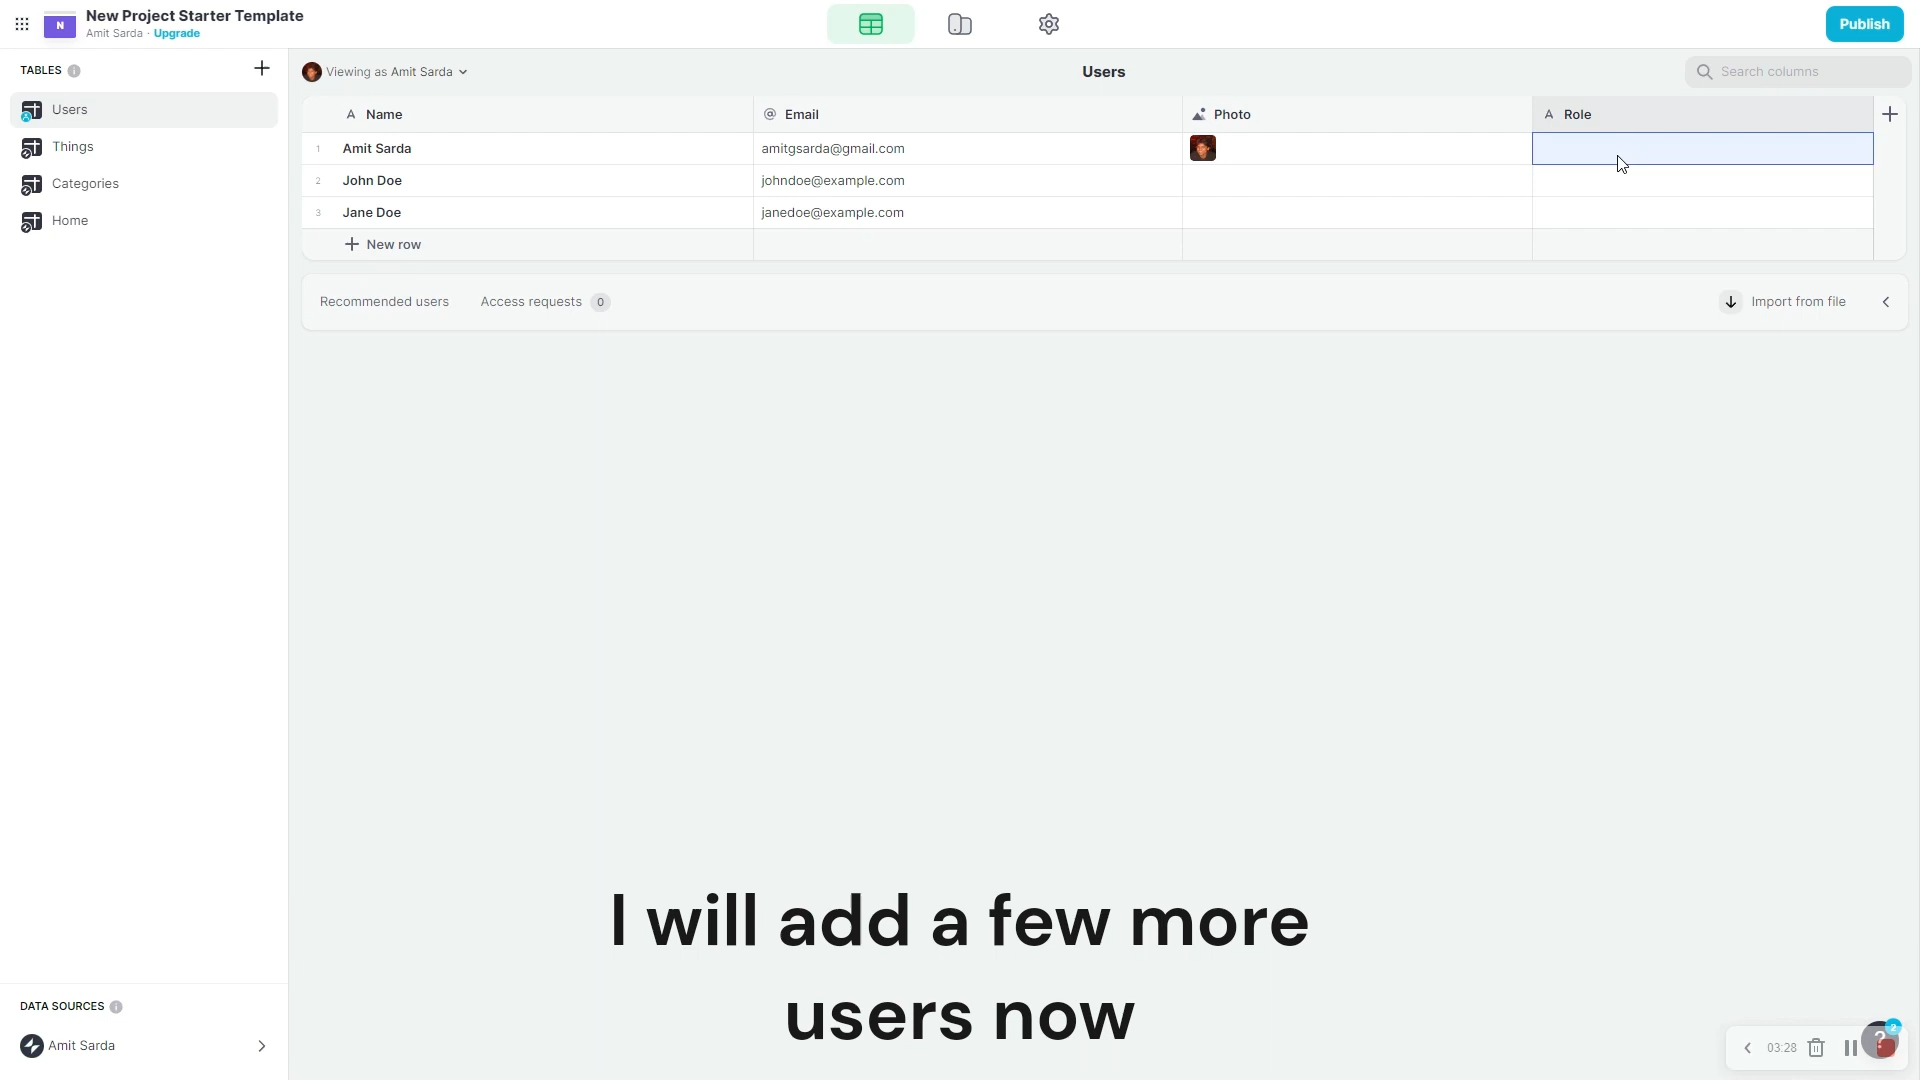 N
New Project Starter Template
Amit Sarda · Upgrade
Publish
TABLES
Users
Things
Categories
Home
Viewing as Amit Sarda
Users
Search columns
Name
Email
Photo
Role
1 Amit Sarda amitgsarda@gmail.com
2 John Doe johndoe@example.com
3 Jane Doe janedoe@example.com
New row
Recommended users
Access requests 0
Import from file
I will add a few more
users now
DATA SOURCES
Amit Sarda
03:28
?
2